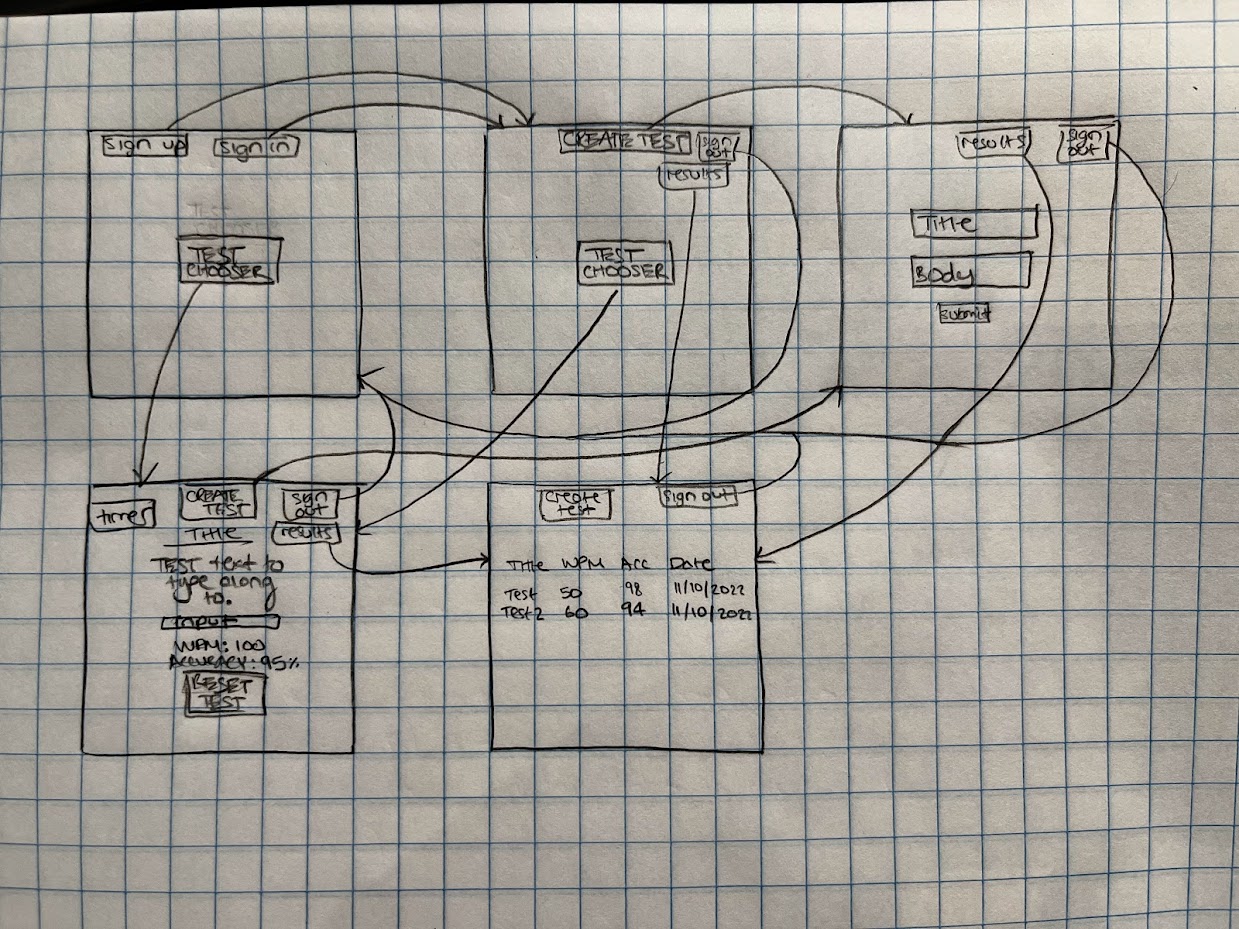 sign up
sign in
TEST
TEST
CHOOSER
CREATE TEST
sign
out
results
TEST
CHOOSER
results
sign
out
Title
Body
submit
timer
CREATE
TEST
sign
out
results
TITLE
TEST text to
type along
to.
input
WPM: 100
Accuracy: 95%
RESET
TEST
create
test
sign out
Title WPM Acc Date
Test 50 98 11/10/2022
Test2 60 94 11/10/2022